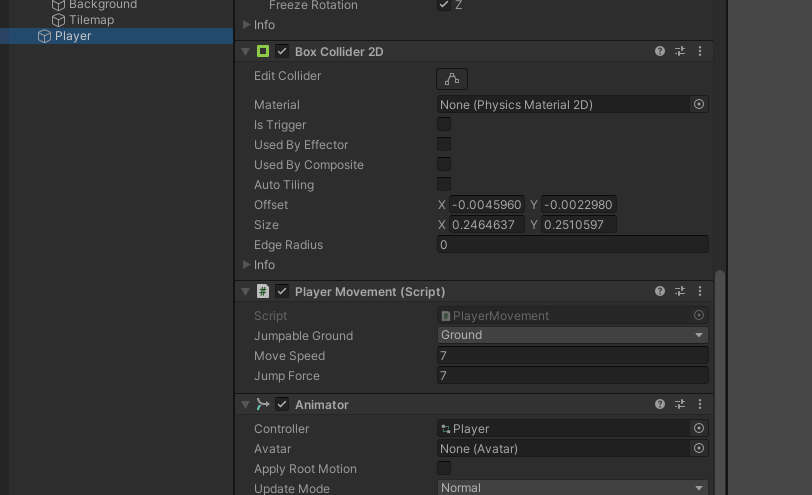 Background
Tilemap
Player
Freeze Rotation Z
Info
Box Collider 2D
Edit Collider
Material None (Physics Material 2D)
Is Trigger
Used By Effector
Used By Composite
Auto Tiling
Offset X -0.0045960 Y -0.0022980
Size X 0.2464637 Y 0.2510597
Edge Radius 0
Info
# Player Movement (Script)
Script # PlayerMovement
Jumpable Ground Ground
Move Speed 7
Jump Force 7
Animator
Controller Player
Avatar None (Avatar)
Apply Root Motion
Update Mode Normal